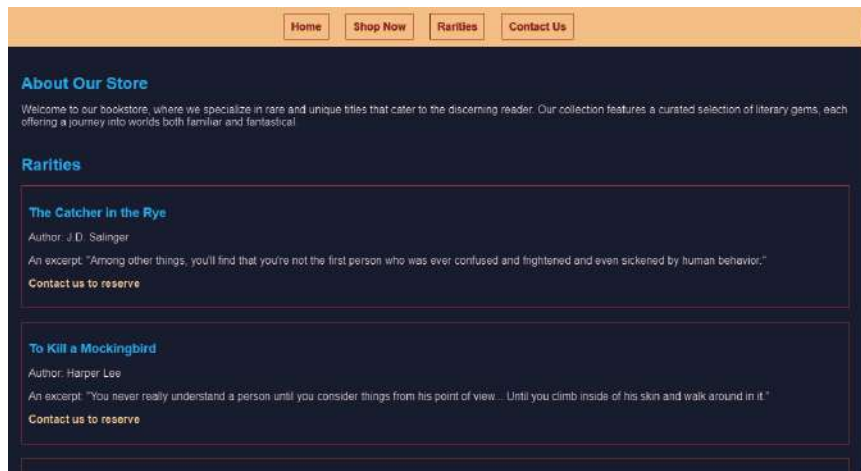 Home Shop Now Rarities Contact Us
About Our Store
Welcome to our bookstore, where we specialize in rare and unique titles that cater to the discerning reader. Our collection features a curated selection of literary gems, each
offering a journey into worlds both familiar and fantastical.
Rarities
The Catcher in the Rye
Author: J.D. Salinger
An excerpt: "Among other things, you'll find that you're not the first person who was ever confused and frightened and even sickened by human behavior."
Contact us to reserve
To Kill a Mockingbird
Author: Harper Lee
An excerpt: "You never really understand a person until you consider things from his point of view... Until you climb inside of his skin and walk around in it."
Contact us to reserve